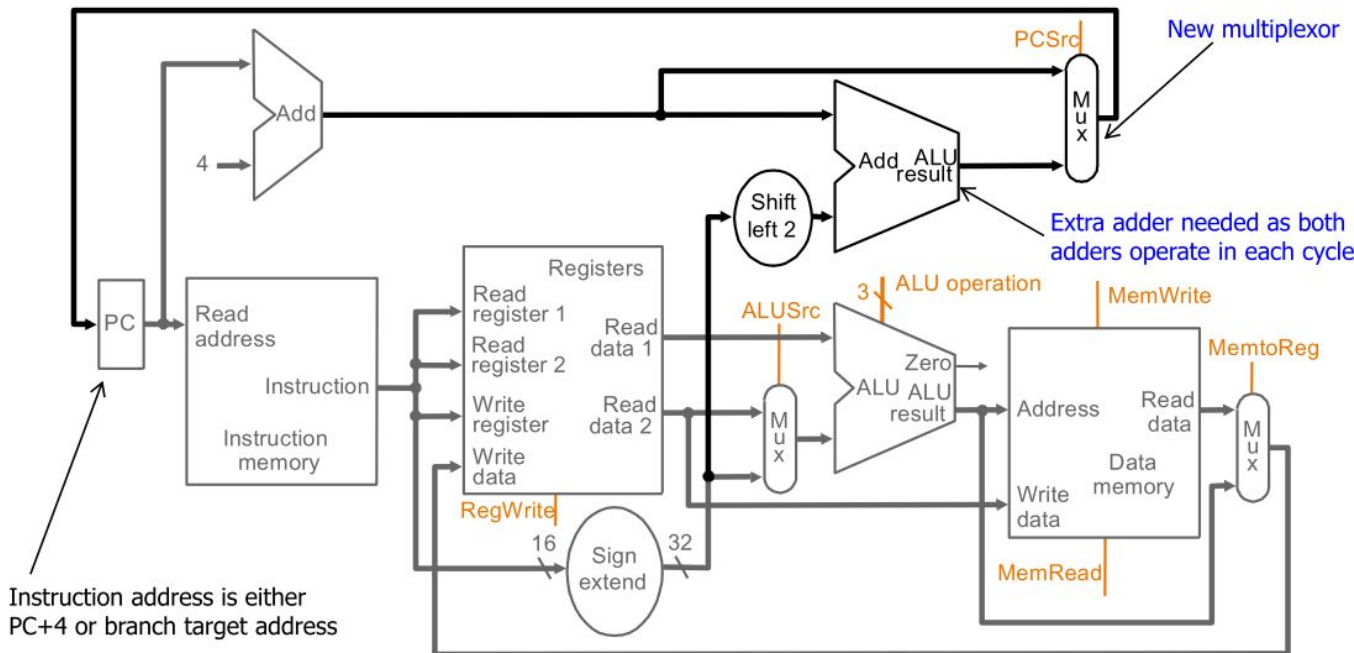 PCSrc
New multiplexor
Add
4
Mux
Add ALU
result
Shift
left 2
Extra adder needed as both
adders operate in each cycle
Registers
PC
Read
address
Instruction
Instruction
memory
Read
register 1
Read
register 2
Write
register
Write
data
Read
data 1
Read
data 2
RegWrite
ALUSrc
3
ALU operation
Mux
Zero
ALU
ALU
result
MemWrite
MemtoReg
Address
Read
data
Data
memory
Write
data
MemRead
Mux
16
Sign
extend
32
Instruction address is either
PC+4 or branch target address